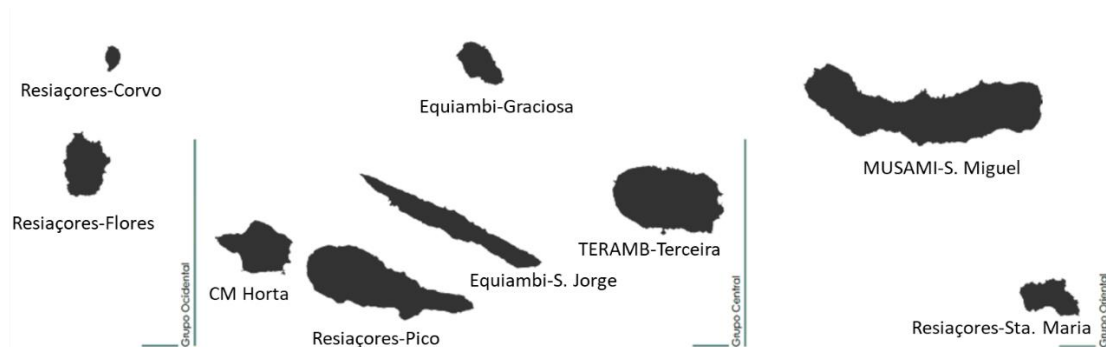 Resiaçores-Corvo
Equiambi-Graciosa
MUSAMI-S. Miguel
Resiaçores-Flores
TERAMB-Terceira
Equiambi-S. Jorge
CM Horta
Resiaçores-Pico
Resiaçores-Sta. Maria
Grupo Ocidental
Grupo Central
Grupo Oriental